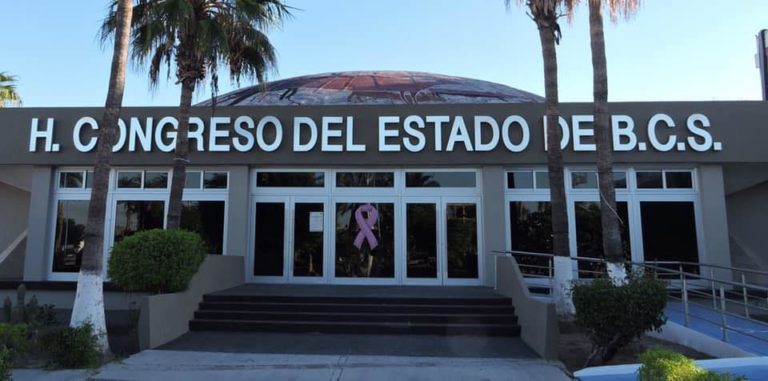 H. CONGRESO DEL ESTADO DE B.C.S.